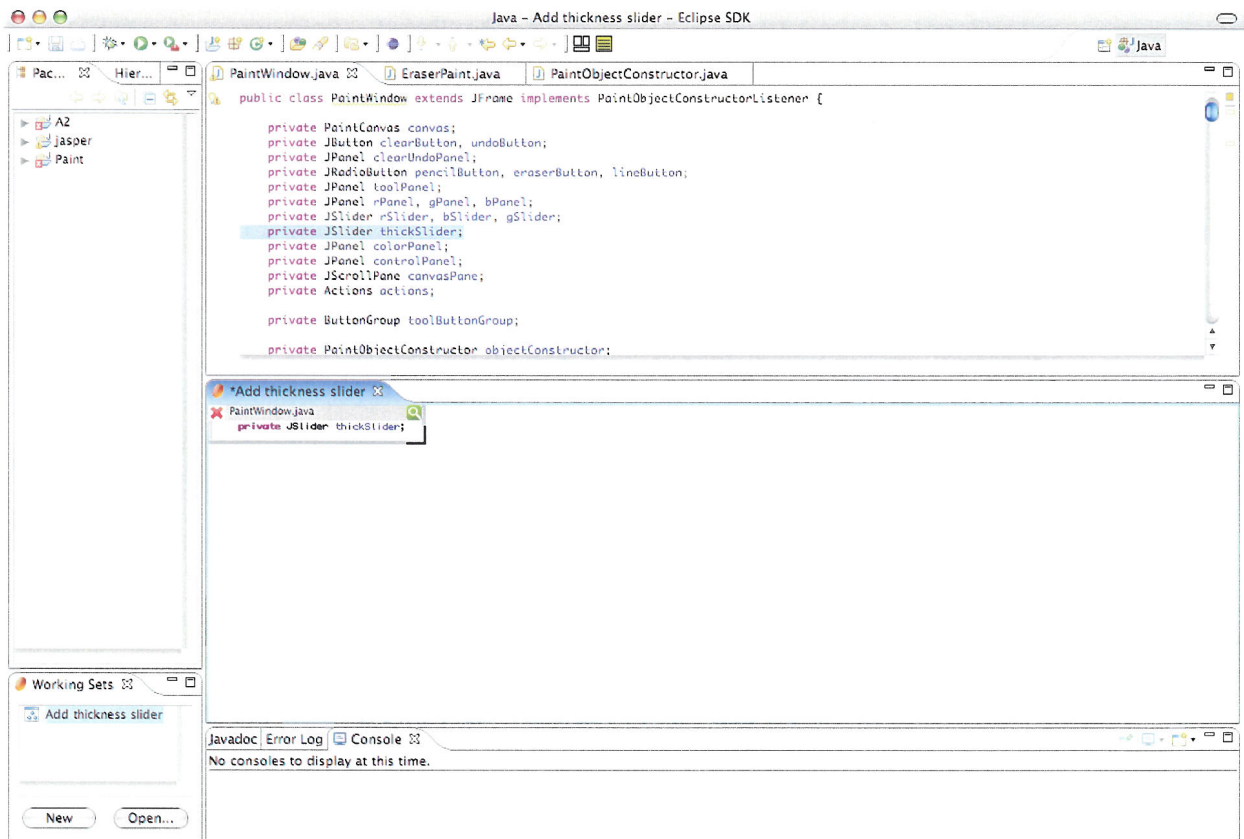 Java – Add thickness slider – Eclipse SDK
Java
Pac... Hier...
A2
jasper
Paint
PaintWindow.java EraserPaint.java PaintObjectConstructor.java
public class PaintWindow extends JFrame implements PaintObjectConstructorListener {
private PaintCanvas canvas;
private JButton clearButton, undoButton;
private JPanel clearUndoPanel;
private JRadioButton pencilButton, eraserButton, lineButton;
private JPanel toolPanel;
private JPanel rPanel, gPanel, bPanel;
private JSlider rSlider, bSlider, gSlider;
private JSlider thickSlider;
private JPanel colorPanel;
private JPanel controlPanel;
private JScrollPane canvasPane;
private Actions actions;
private ButtonGroup toolButtonGroup;
private PaintObjectConstructor objectConstructor;
*Add thickness slider
PaintWindow.java
private JSlider thickSlider;
Working Sets
Add thickness slider
New Open...
Javadoc Error Log Console
No consoles to display at this time.